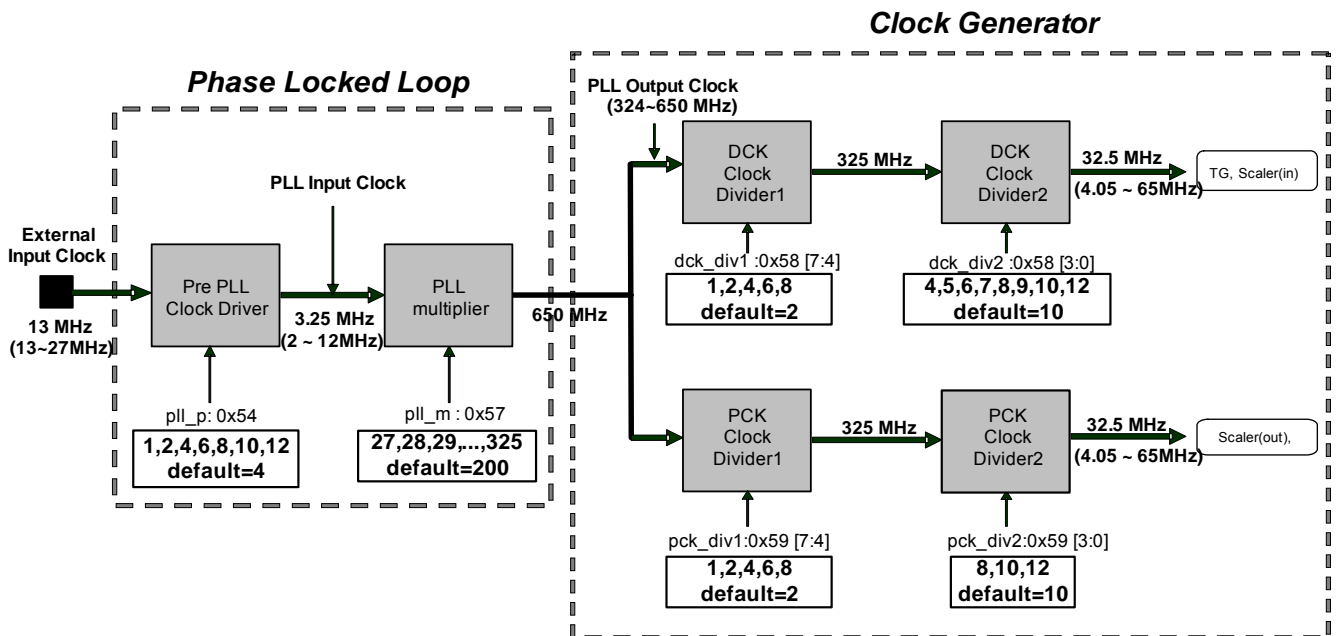 Clock Generator
Phase Locked Loop
PLL Output Clock
(324~650 MHz)
DCK
Clock
Divider1
325 MHz
DCK
Clock
Divider2
32.5 MHz
(4.05 ~ 65MHz)
TG, Scaler(in)
PLL Input Clock
External
Input Clock
13 MHz
(13~27MHz)
Pre PLL
Clock Driver
3.25 MHz
(2 ~ 12MHz)
PLL
multiplier
650 MHz
dck_div1 :0x58 [7:4]
1,2,4,6,8
default=2
dck_div2 :0x58 [3:0]
4,5,6,7,8,9,10,12
default=10
pll_p: 0x54
1,2,4,6,8,10,12
default=4
pll_m : 0x57
27,28,29,...,325
default=200
PCK
Clock
Divider1
325 MHz
PCK
Clock
Divider2
32.5 MHz
(4.05 ~ 65MHz)
Scaler(out),
pck_div1:0x59 [7:4]
1,2,4,6,8
default=2
pck_div2:0x59 [3:0]
8,10,12
default=10